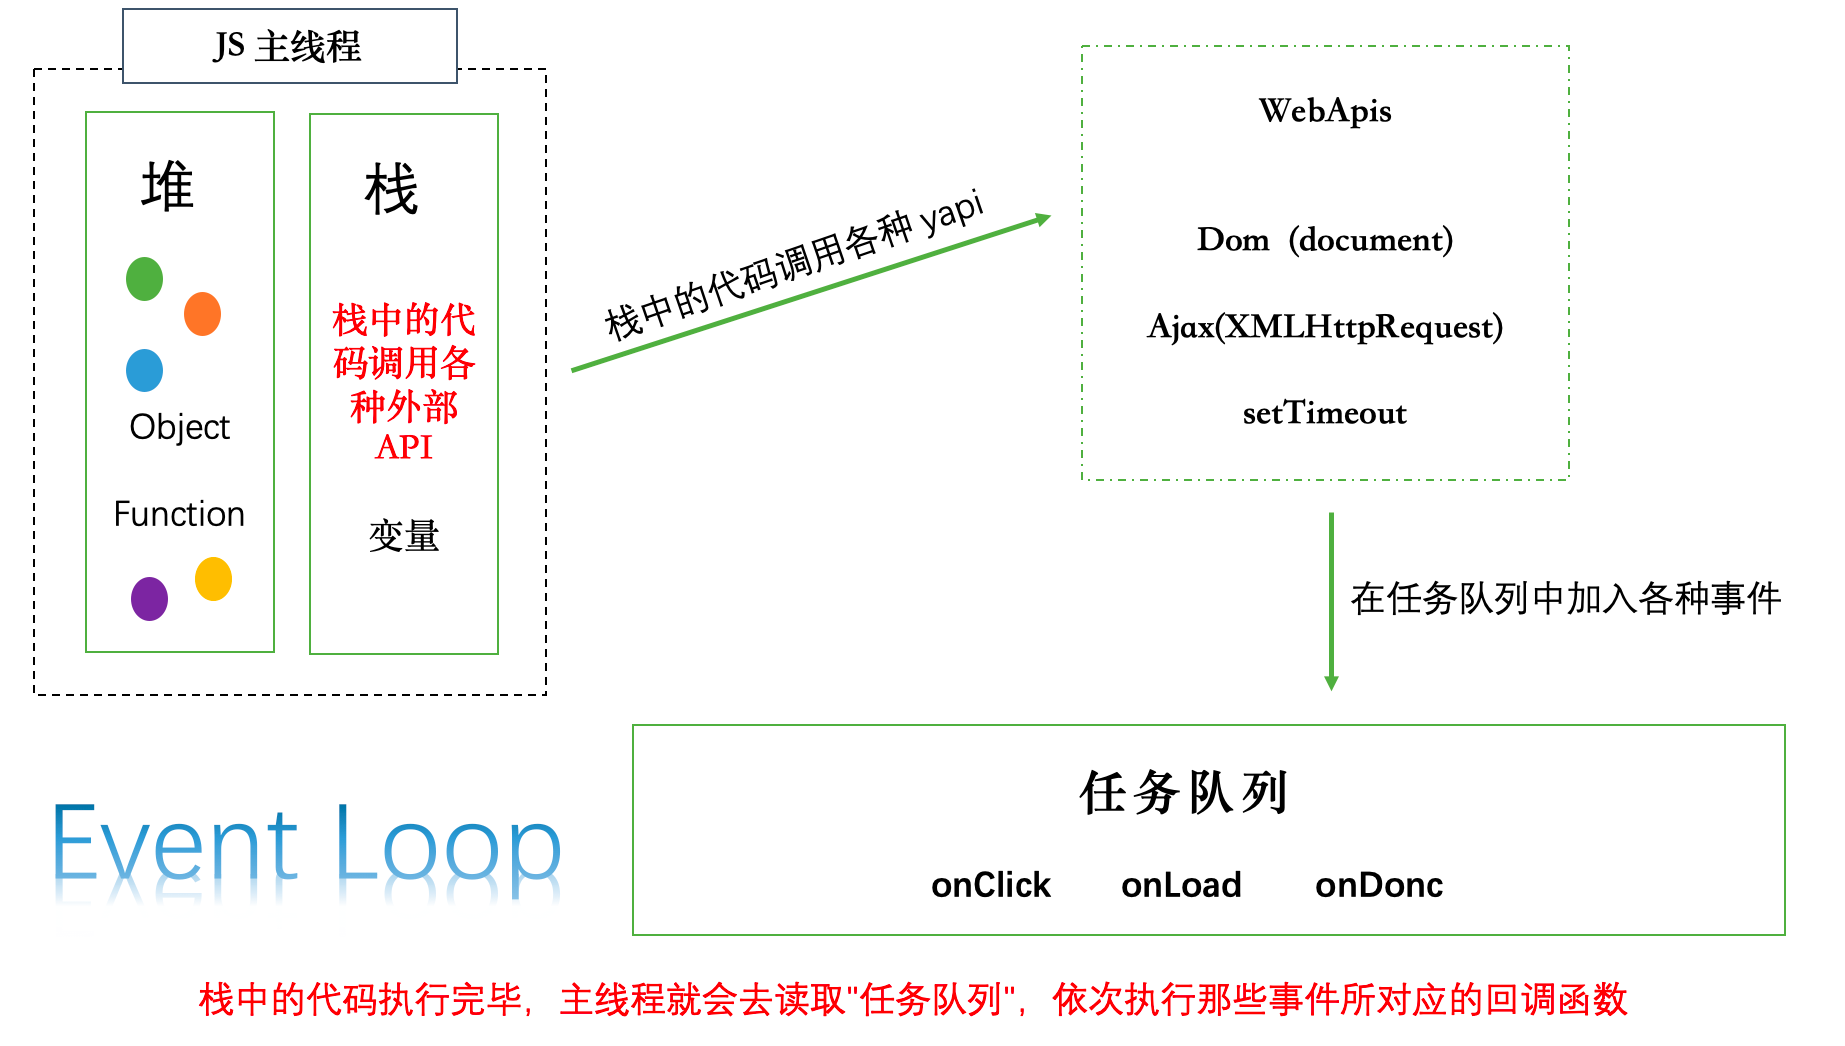 JS 主线程
堆
Object
Function
栈
栈中的代
码调用各
种外部
API
变量
栈中的代码调用各种 yapi
WebApis
Dom（document）
Ajax(XMLHttpRequest)
setTimeout
在任务队列中加入各种事件
任务队列
onClick onLoad onDonc
Event Loop
栈中的代码执行完毕，主线程就会去读取"任务队列"，依次执行那些事件所对应的回调函数